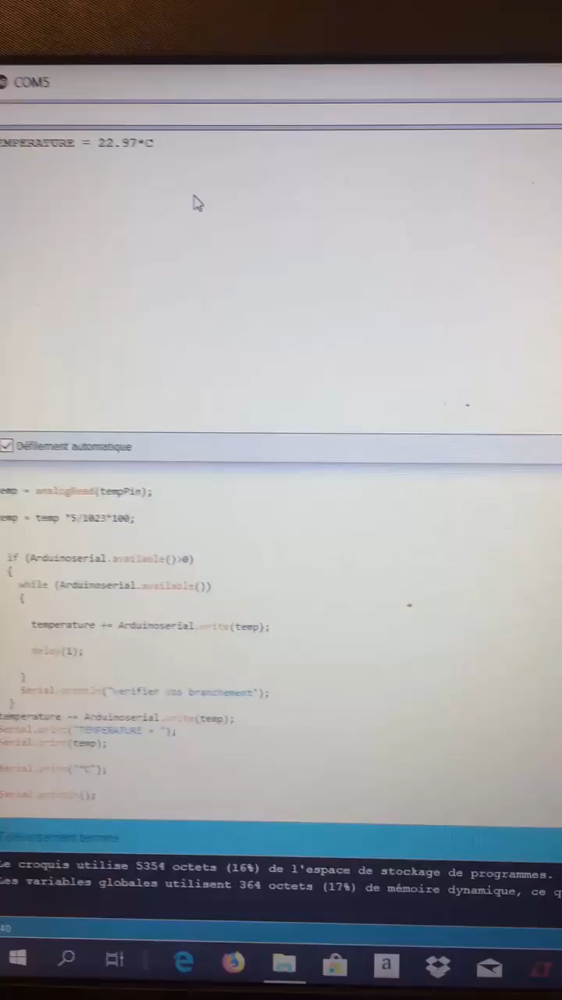 COM5
EMPERATURE = 22.97*C
Défilement automatique
emp = analogRead(tempPin);
emp = temp *5/1023*100;
if (Arduinoserial.available()>0)
{
while (Arduinoserial.available())
{
temperature += Arduinoserial.write(temp);
delay(1);
}
Serial.println("verifier vos branchement");
}
temperature += Arduinoserial.write(temp);
Serial.print("TEMPERATURE = ");
Serial.print(temp);
Serial.print("*C");
Serial.println();
Téléversement terminé
Le croquis utilise 5354 octets (16%) de l'espace de stockage de programmes.
Les variables globales utilisent 364 octets (17%) de mémoire dynamique, ce q
40
a